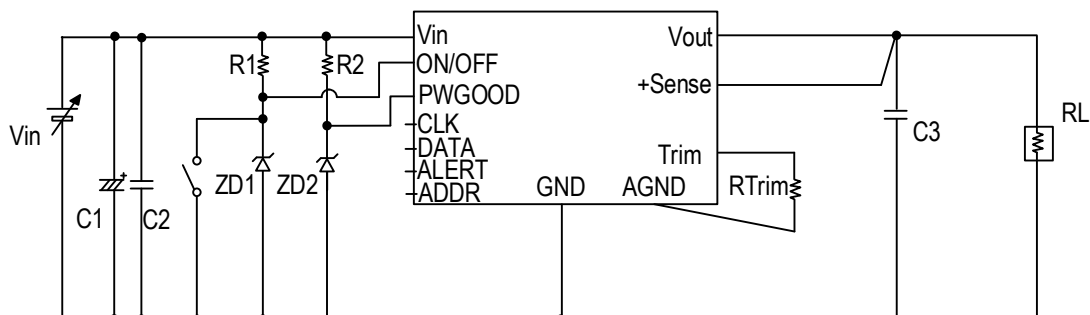 Vin
Vout
R1
R2
ON/OFF
+Sense
PWGOOD
RL
CLK
Vin
C3
DATA
Trim
ALERT
ZD1
ZD2
GND
AGND
RTrim
ADDR
+
C1
C2